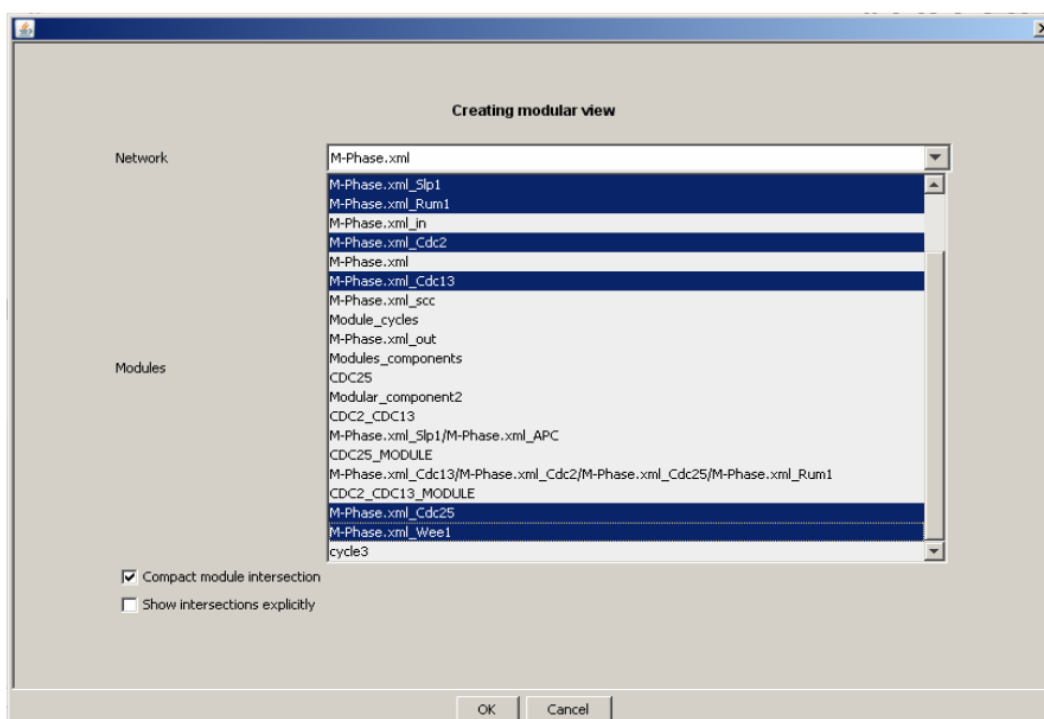 Creating modular view
Network
M-Phase.xml
M-Phase.xml_Slp1
M-Phase.xml_Rum1
M-Phase.xml_in
M-Phase.xml_Cdc2
M-Phase.xml
M-Phase.xml_Cdc13
M-Phase.xml_scc
Module_cycles
M-Phase.xml_out
Modules
Modules_components
CDC25
Modular_component2
CDC2_CDC13
M-Phase.xml_Slp1/M-Phase.xml_APC
CDC25_MODULE
M-Phase.xml_Cdc13/M-Phase.xml_Cdc2/M-Phase.xml_Cdc25/M-Phase.xml_Rum1
CDC2_CDC13_MODULE
M-Phase.xml_Cdc25
M-Phase.xml_Wee1
cycle3
Compact module intersection
Show intersections explicitly
OK Cancel